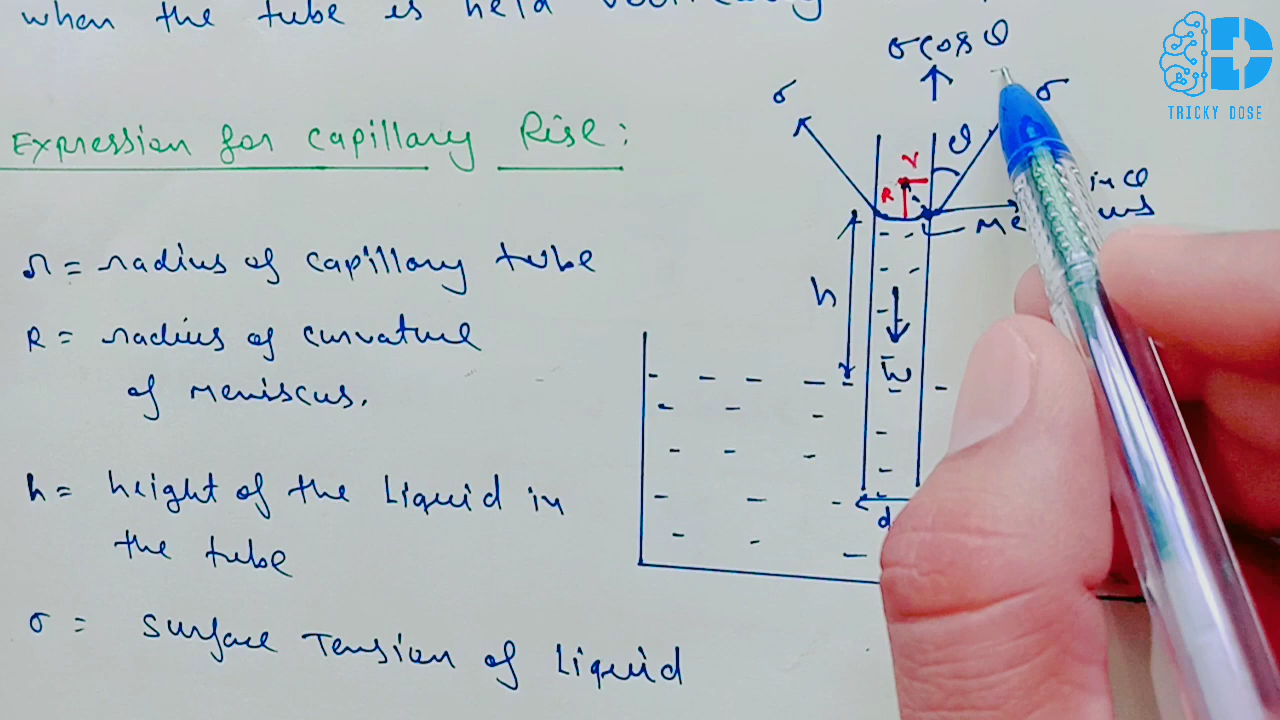 when the tube is held
σ cos θ
TRICKY DOSE
σ
σ
θ
Expression for Capillary Rise:
r
R
h
r = radius of capillary tube
R = radius of curvature
of Meniscus.
W
h = height of the Liquid in
the tube
d
σ = Surface Tension of Liquid